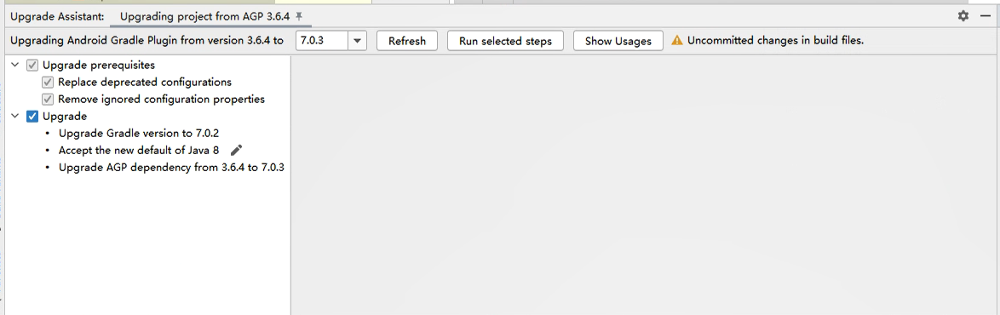 Upgrade Assistant: Upgrading project from AGP 3.6.4
Upgrading Android Gradle Plugin from version 3.6.4 to 7.0.3 Refresh Run selected steps Show Usages Uncommitted changes in build files.
Upgrade prerequisites
Replace deprecated configurations
Remove ignored configuration properties
Upgrade
• Upgrade Gradle version to 7.0.2
• Accept the new default of Java 8
• Upgrade AGP dependency from 3.6.4 to 7.0.3